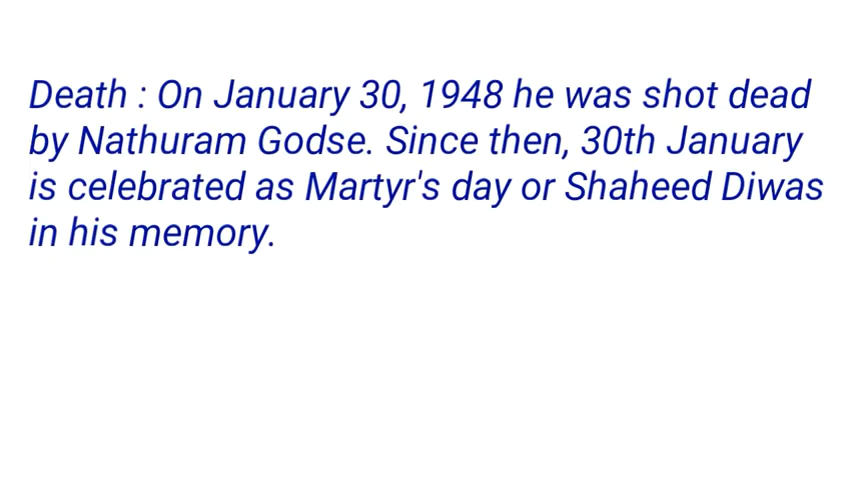 Death : On January 30, 1948 he was shot dead
by Nathuram Godse. Since then, 30th January
is celebrated as Martyr's day or Shaheed Diwas
in his memory.